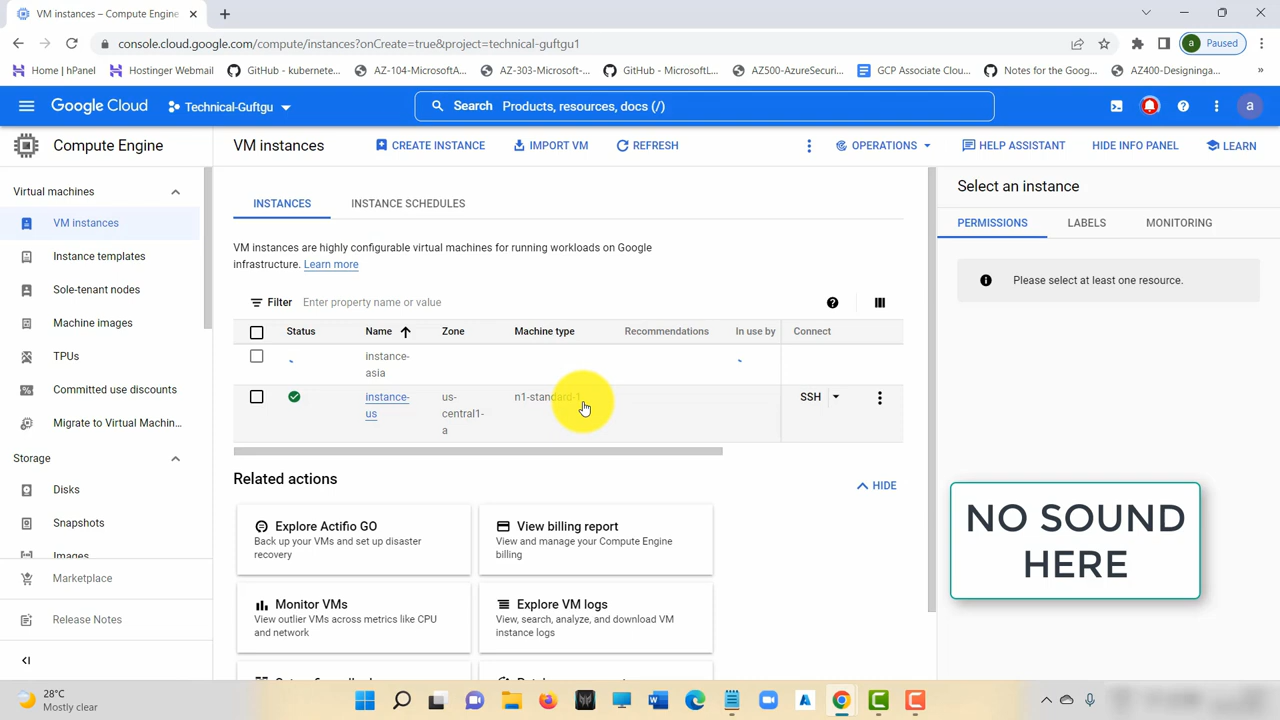 VM instances – Compute Engine
console.cloud.google.com/compute/instances?onCreate=true&project=technical-guftgu1
a
Paused
Home | hPanel
Hostinger Webmail
GitHub - kubernete...
AZ-104-MicrosoftA...
AZ-303-Microsoft-...
GitHub - MicrosoftL...
AZ500-AzureSecuri...
GCP Associate Clou...
Notes for the Goog...
AZ400-Designinga...
»
Google Cloud
Technical-Guftgu
Search Products, resources, docs (/)
a
Compute Engine
VM instances
CREATE INSTANCE
IMPORT VM
REFRESH
OPERATIONS
HELP ASSISTANT
HIDE INFO PANEL
LEARN
Virtual machines
VM instances
Instance templates
Sole-tenant nodes
Machine images
TPUs
Committed use discounts
Migrate to Virtual Machin...
Storage
Disks
Snapshots
Images
Marketplace
Release Notes
INSTANCES
INSTANCE SCHEDULES
VM instances are highly configurable virtual machines for running workloads on Google
infrastructure. Learn more
Filter Enter property name or value
Status
Name
Zone
Machine type
Recommendations
In use by
Connect
instance-
asia
instance-
us
us-
central1-
a
n1-standard-1
SSH
Related actions
HIDE
Explore Actifio GO
Back up your VMs and set up disaster
recovery
View billing report
View and manage your Compute Engine
billing
Monitor VMs
View outlier VMs across metrics like CPU
and network
Explore VM logs
View, search, analyze, and download VM
instance logs
Select an instance
PERMISSIONS
LABELS
MONITORING
Please select at least one resource.
NO SOUND
HERE
28°C
Mostly clear